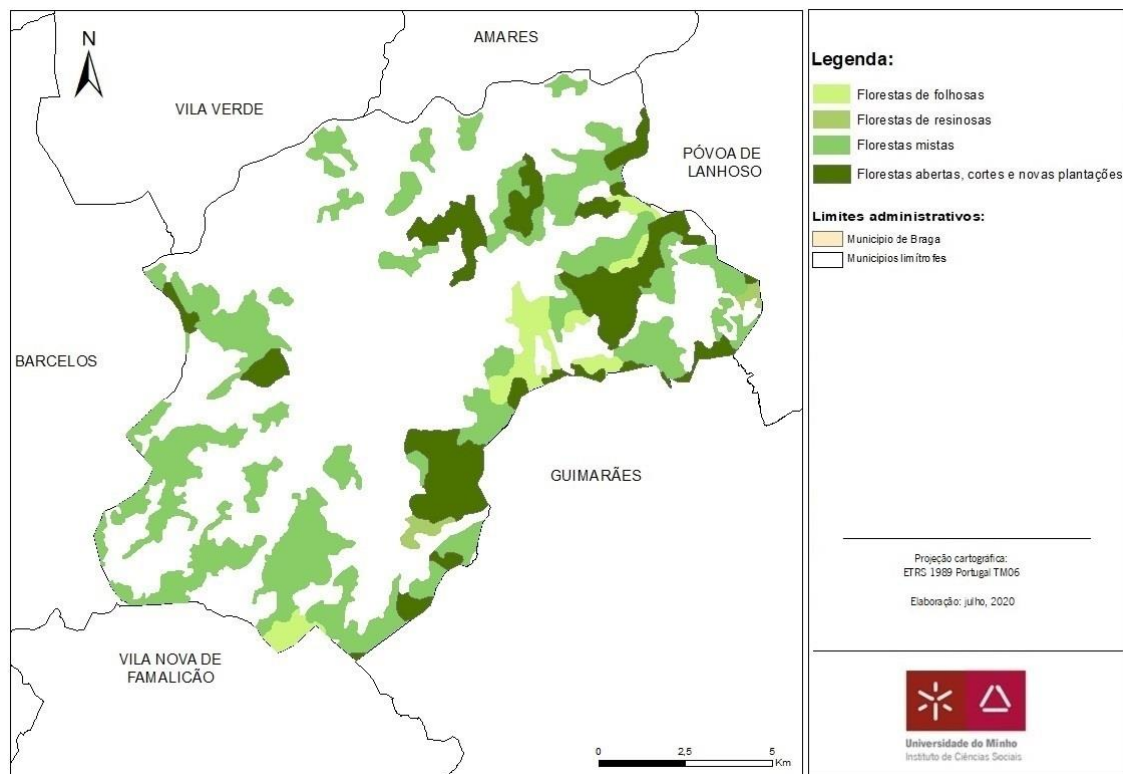 N
AMARES
VILA VERDE
PÓVOA DE
LANHOSO
BARCELOS
GUIMARÃES
VILA NOVA DE
FAMALICÃO
0 2,5 5
Km
Legenda:
Florestas de folhosas
Florestas de resinosas
Florestas mistas
Florestas abertas, cortes e novas plantações
Limites administrativos:
Município de Braga
Municípios limítrofes
Projeção cartográfica:
ETRS 1989 Portugal TM06
Elaboração: julho, 2020
Universidade do Minho
Instituto de Ciências Sociais